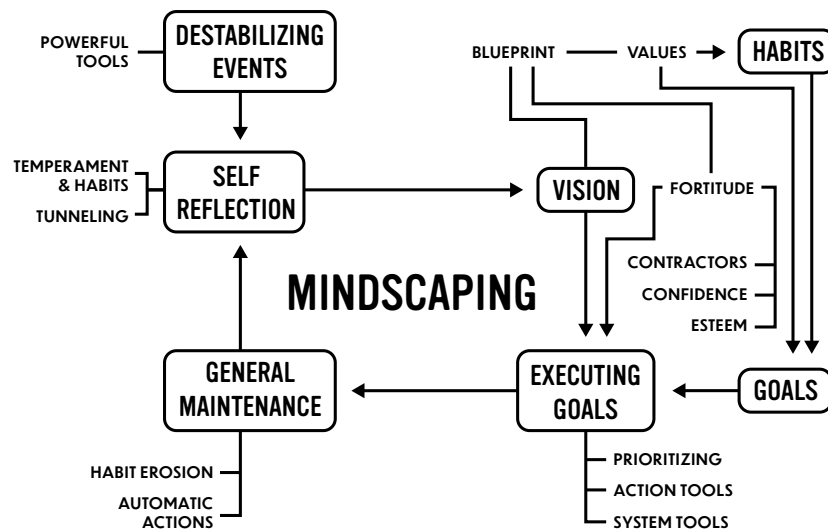 POWERFUL
TOOLS
DESTABILIZING
EVENTS
BLUEPRINT
VALUES
HABITS
TEMPERAMENT
& HABITS
TUNNELING
SELF
REFLECTION
VISION
FORTITUDE
CONTRACTORS
CONFIDENCE
ESTEEM
MINDSCAPING
GENERAL
MAINTENANCE
EXECUTING
GOALS
GOALS
HABIT EROSION
AUTOMATIC
ACTIONS
PRIORITIZING
ACTION TOOLS
SYSTEM TOOLS